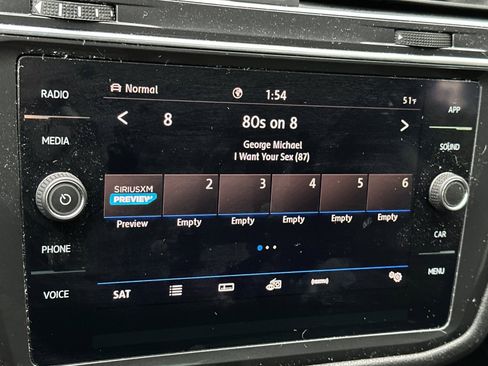 RADIO
MEDIA
PHONE
VOICE
Normal
1:54
51°F
8
80s on 8
George Michael
I Want Your Sex (87)
SIRIUSXM
PREVIEW
2
3
4
5
6
Preview
Empty
Empty
Empty
Empty
Empty
SAT
APP
SOUND
CAR
MENU